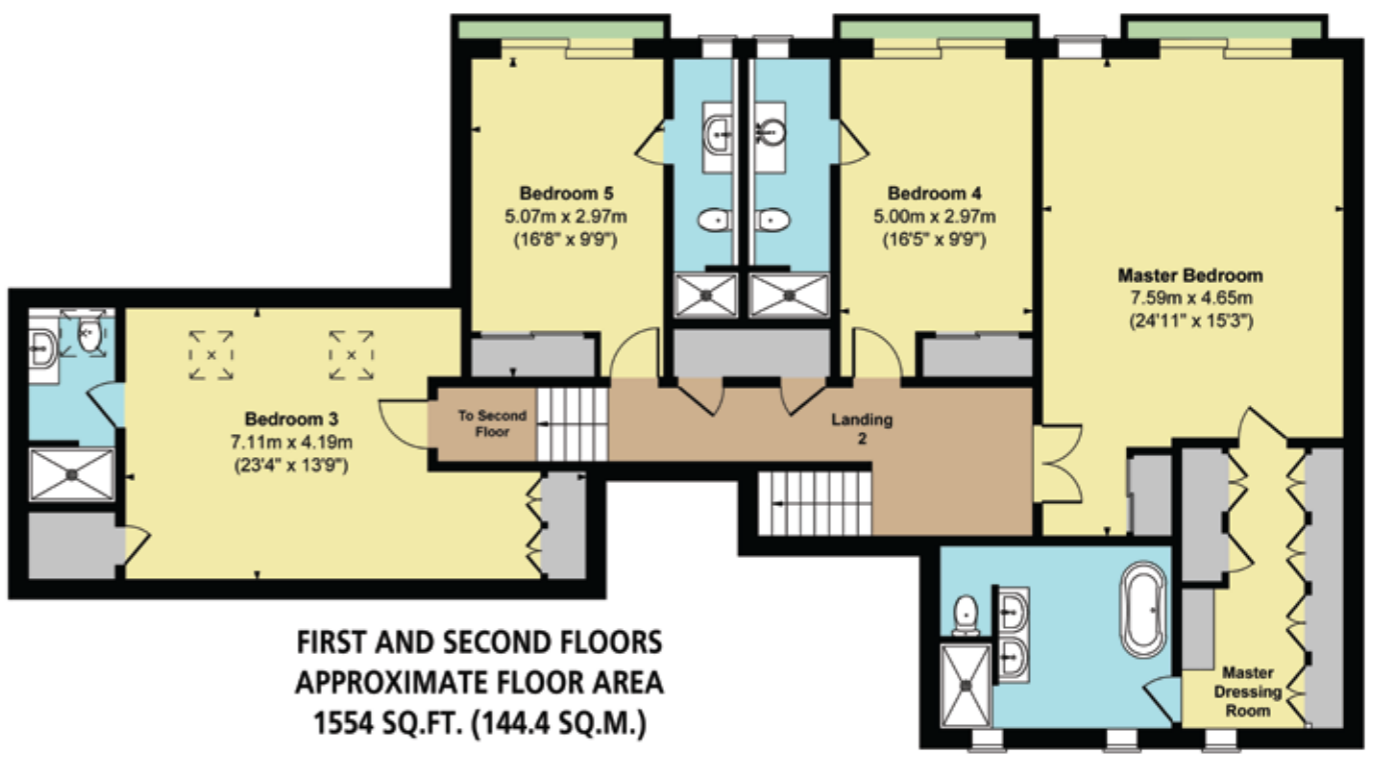 Bedroom 5
5.07m x 2.97m
(16'8" x 9'9")
Bedroom 4
5.00m x 2.97m
(16'5" x 9'9")
Master Bedroom
7.59m x 4.65m
(24'11" x 15'3")
Bedroom 3
7.11m x 4.19m
(23'4" x 13'9")
To Second
Floor
Landing
2
Master
Dressing
Room
FIRST AND SECOND FLOORS
APPROXIMATE FLOOR AREA
1554 SQ.FT. (144.4 SQ.M.)